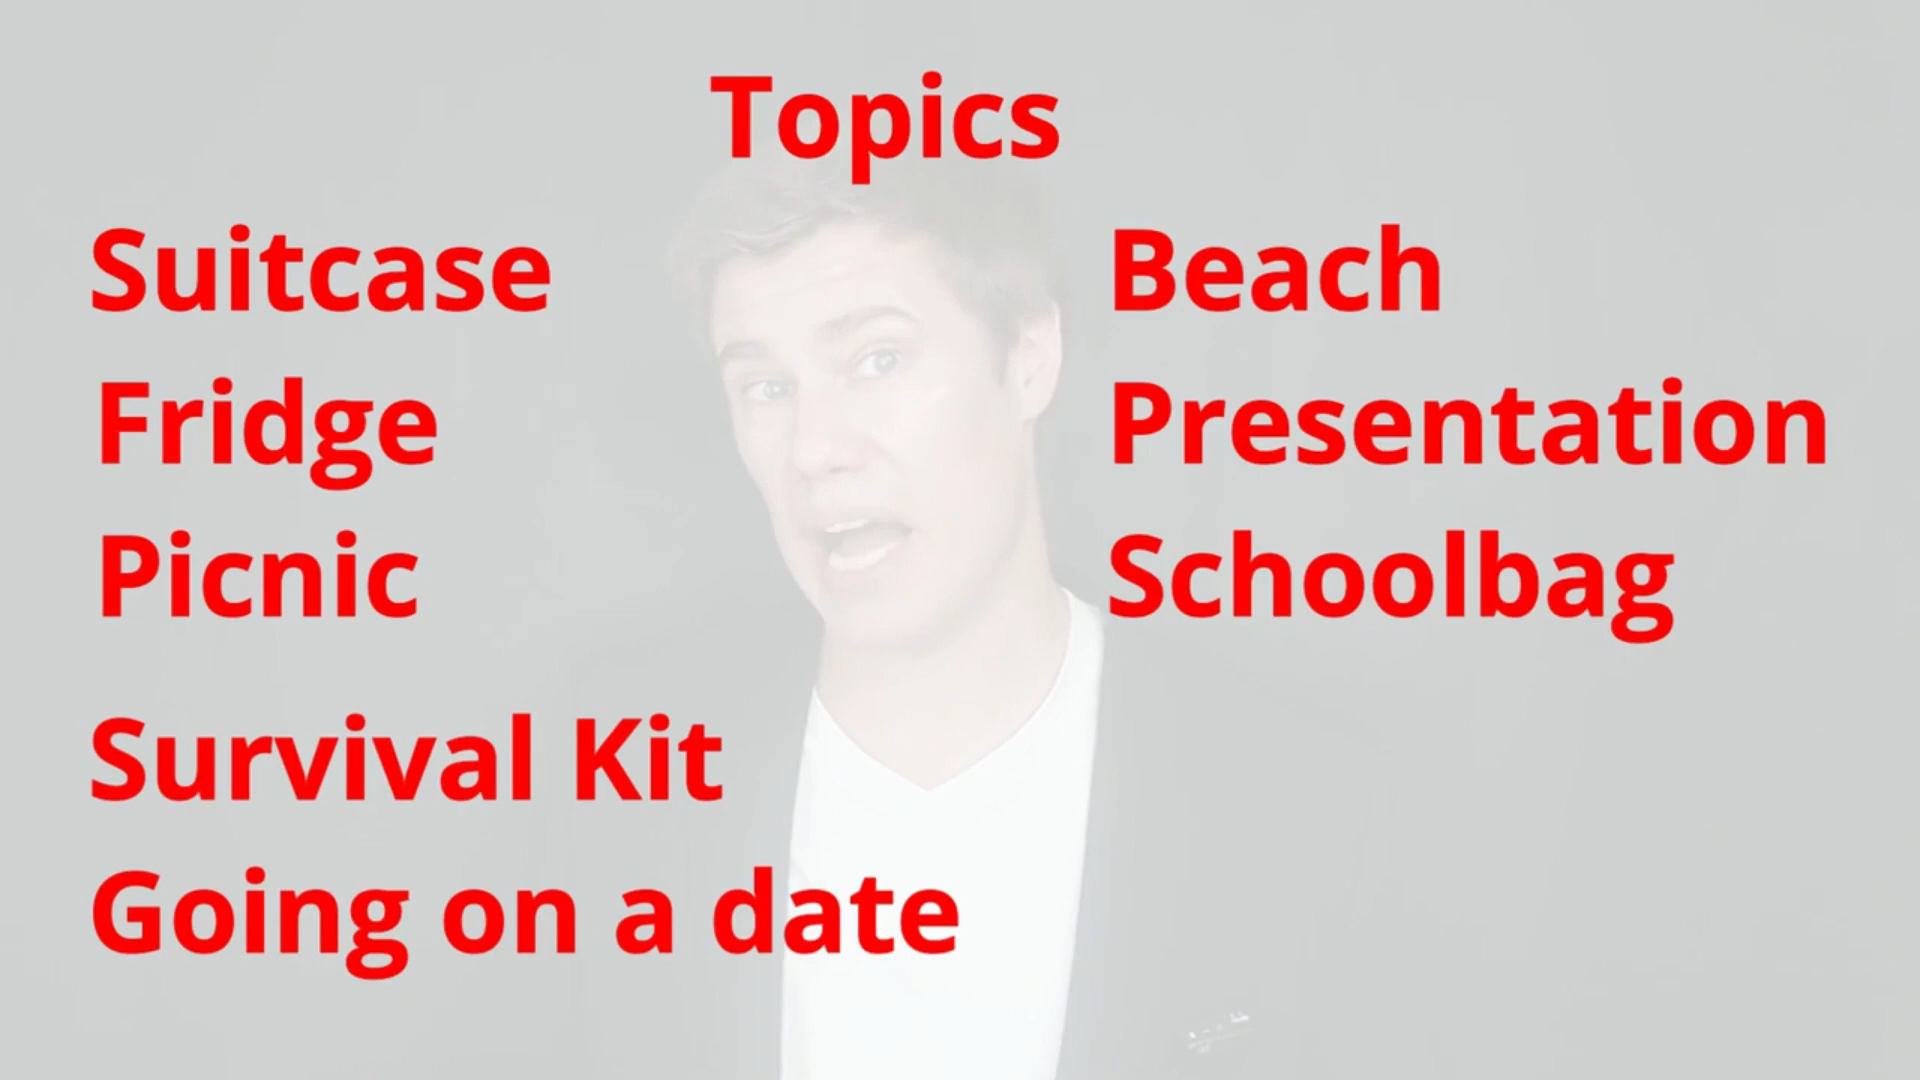 Topics
Suitcase
Fridge
Picnic
Survival Kit
Going on a date
Beach
Presentation
Schoolbag